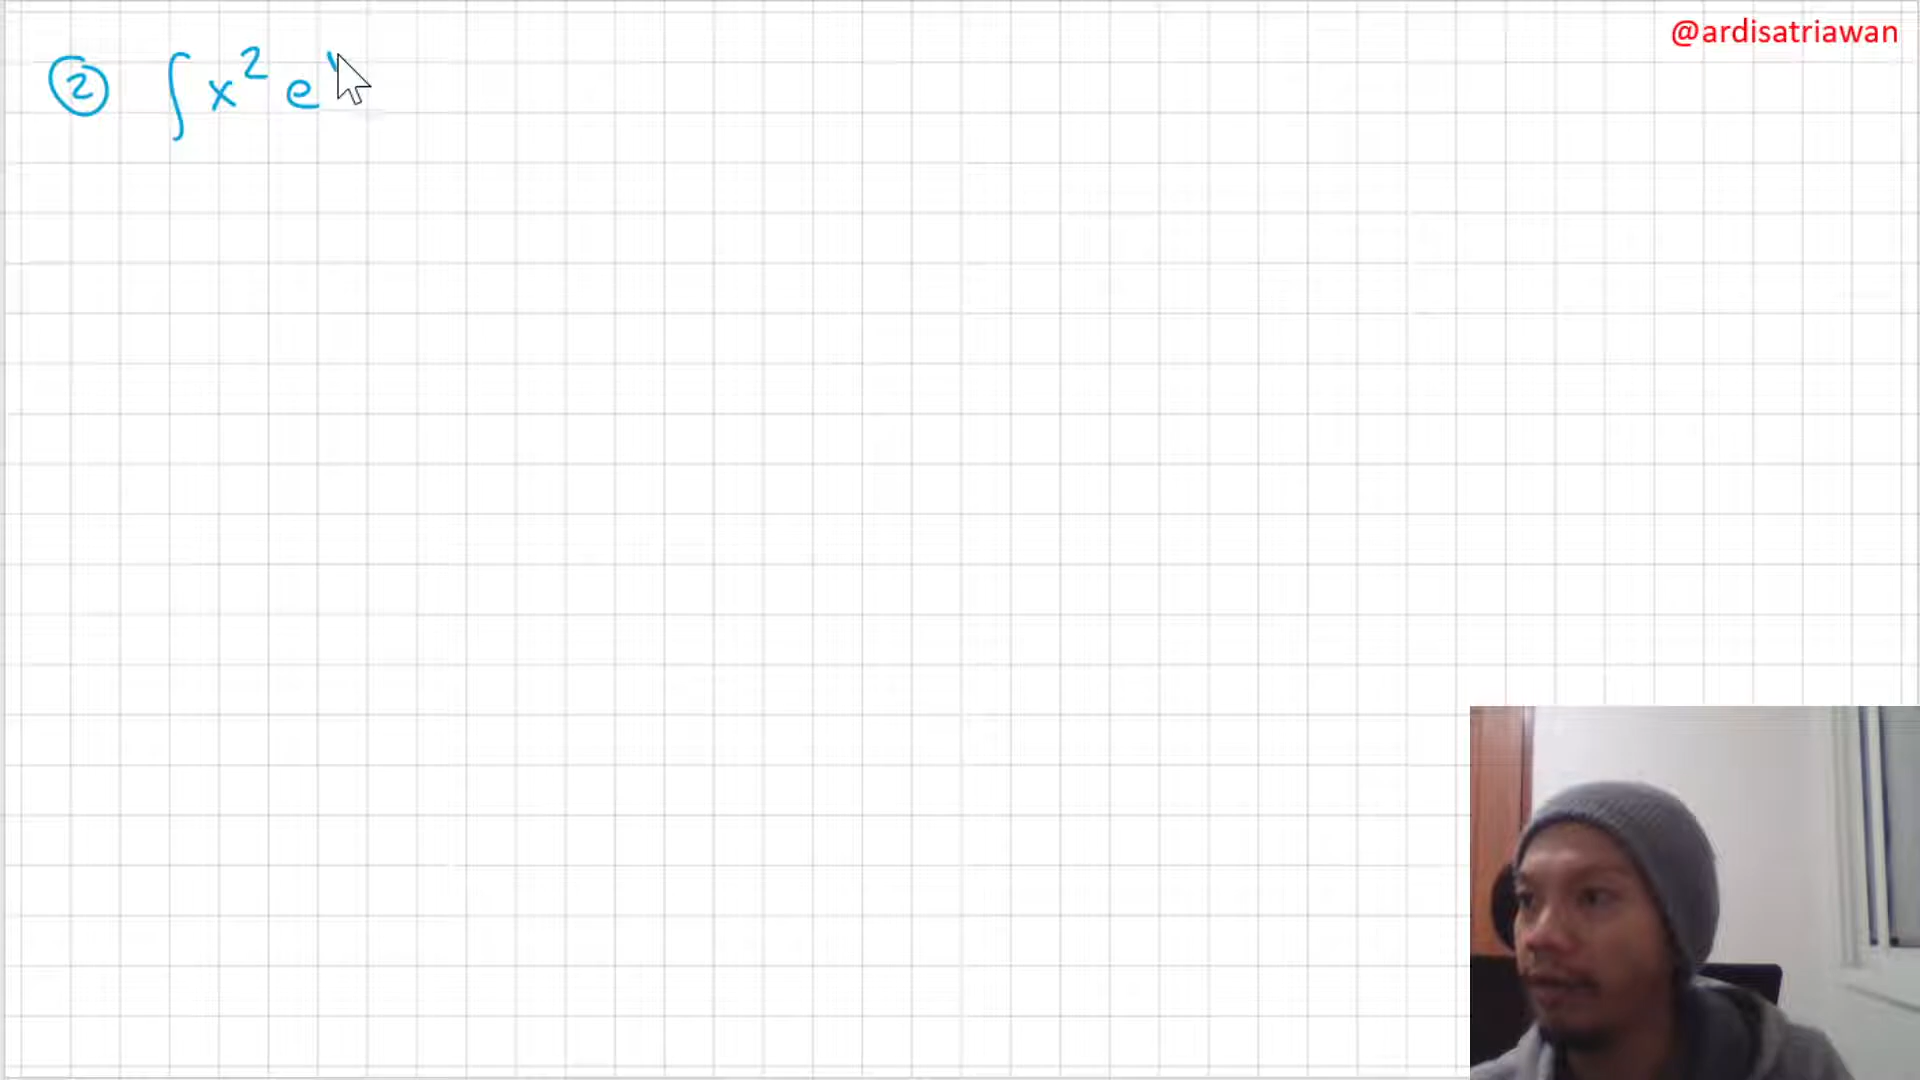 @ardisatriawan
② ∫ x² e